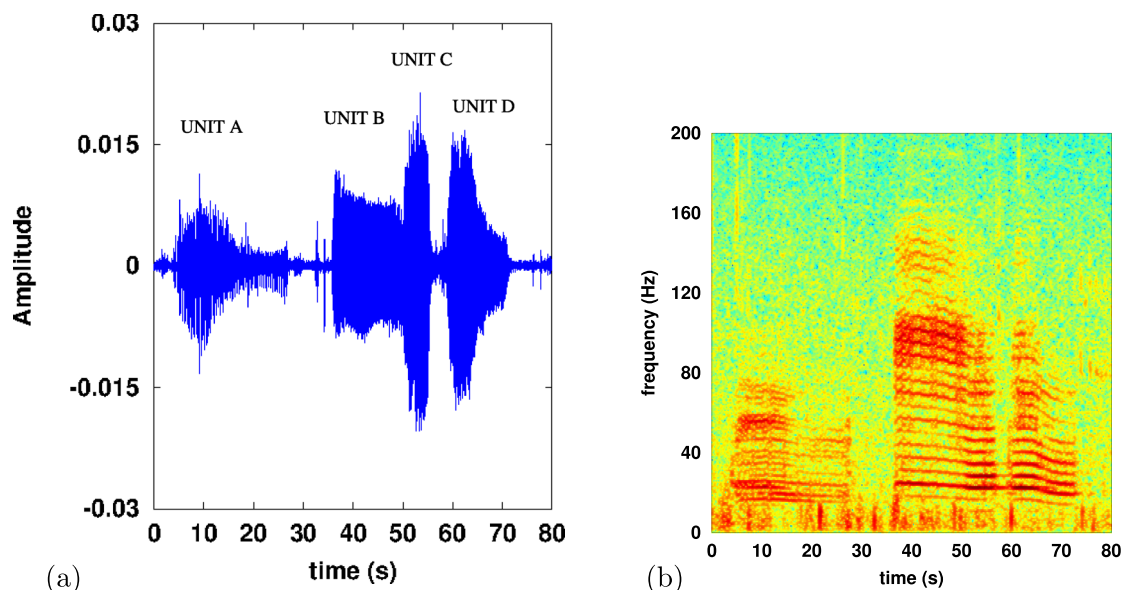 0.03
0.015
0
-0.015
-0.03
Amplitude
UNIT A
UNIT B
UNIT C
UNIT D
0 10 20 30 40 50 60 70 80
time (s)
(a)
200
160
120
80
40
0
frequency (Hz)
0 10 20 30 40 50 60 70 80
time (s)
(b)